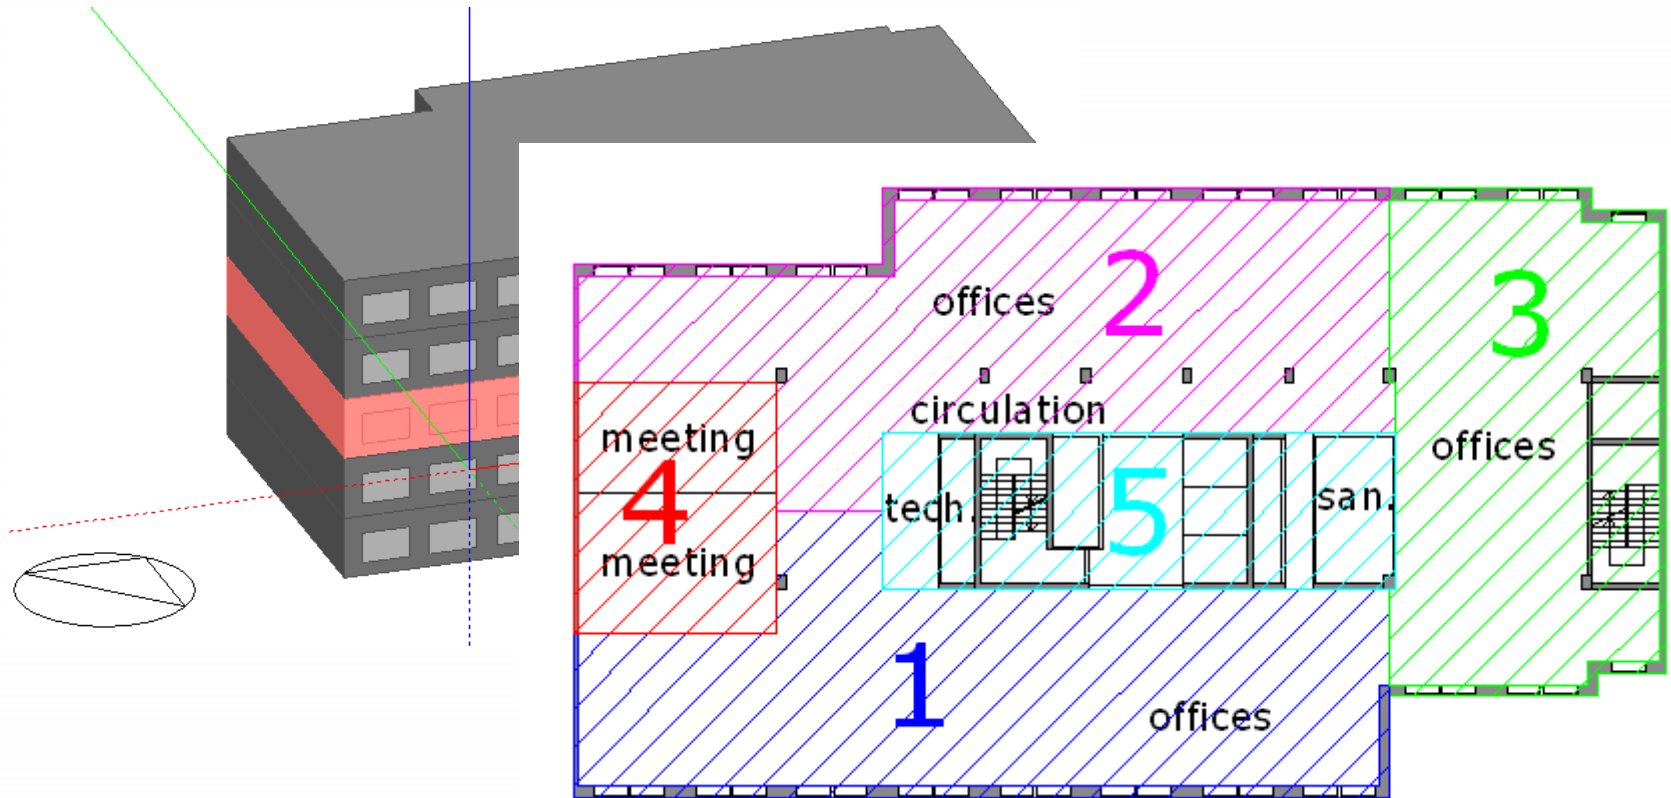 2
offices
3
circulation
meeting
offices
4
5
tech.
san.
meeting
1
offices